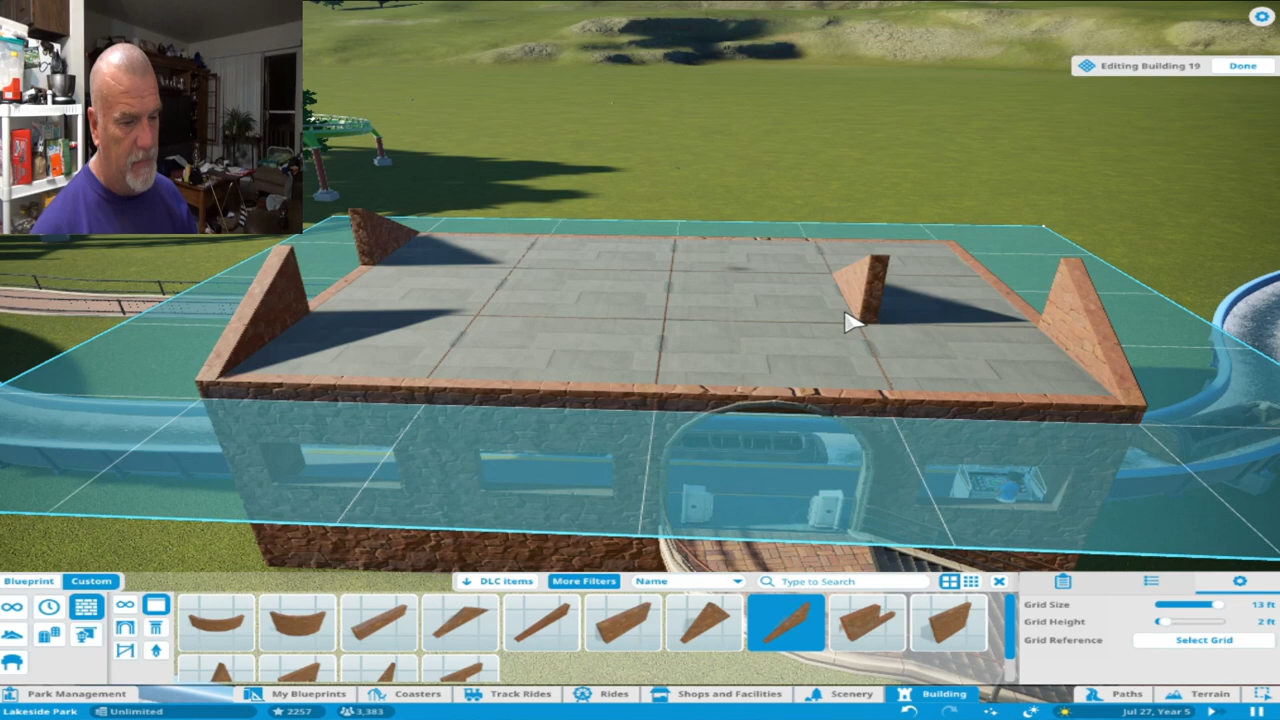 Editing Building 19 Done
Blueprint Custom DLC items More Filters Name Type to Search
Grid Size 13 ft
Grid Height 2 ft
Grid Reference Select Grid
Park Management My Blueprints Coasters Track Rides Rides Shops and Facilities Scenery Building Paths Terrain
Lakeside Park Unlimited 2257 3,383 Jul 27, Year 5